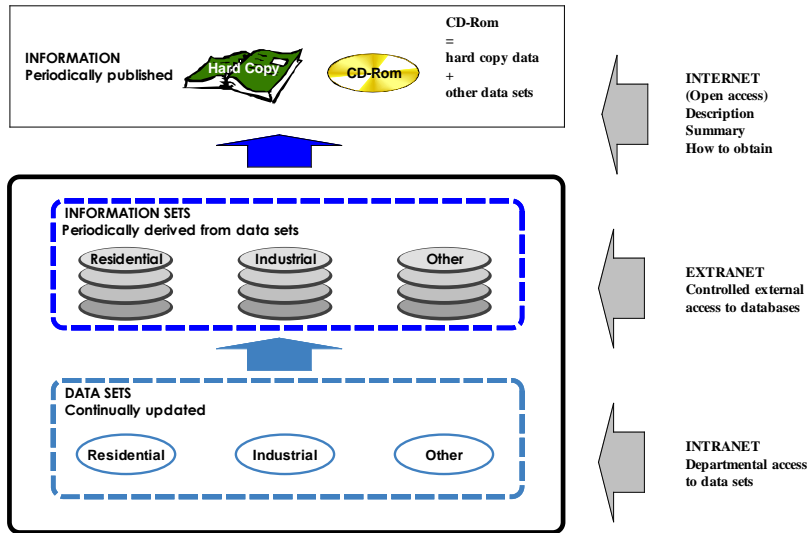 INFORMATION
Periodically published
Hard Copy
CD-Rom
CD-Rom
=
hard copy data
+
other data sets
INTERNET
(Open access)
Description
Summary
How to obtain
INFORMATION SETS
Periodically derived from data sets
Residential
Industrial
Other
EXTRANET
Controlled external
access to databases
DATA SETS
Continually updated
Residential
Industrial
Other
INTRANET
Departmental access
to data sets